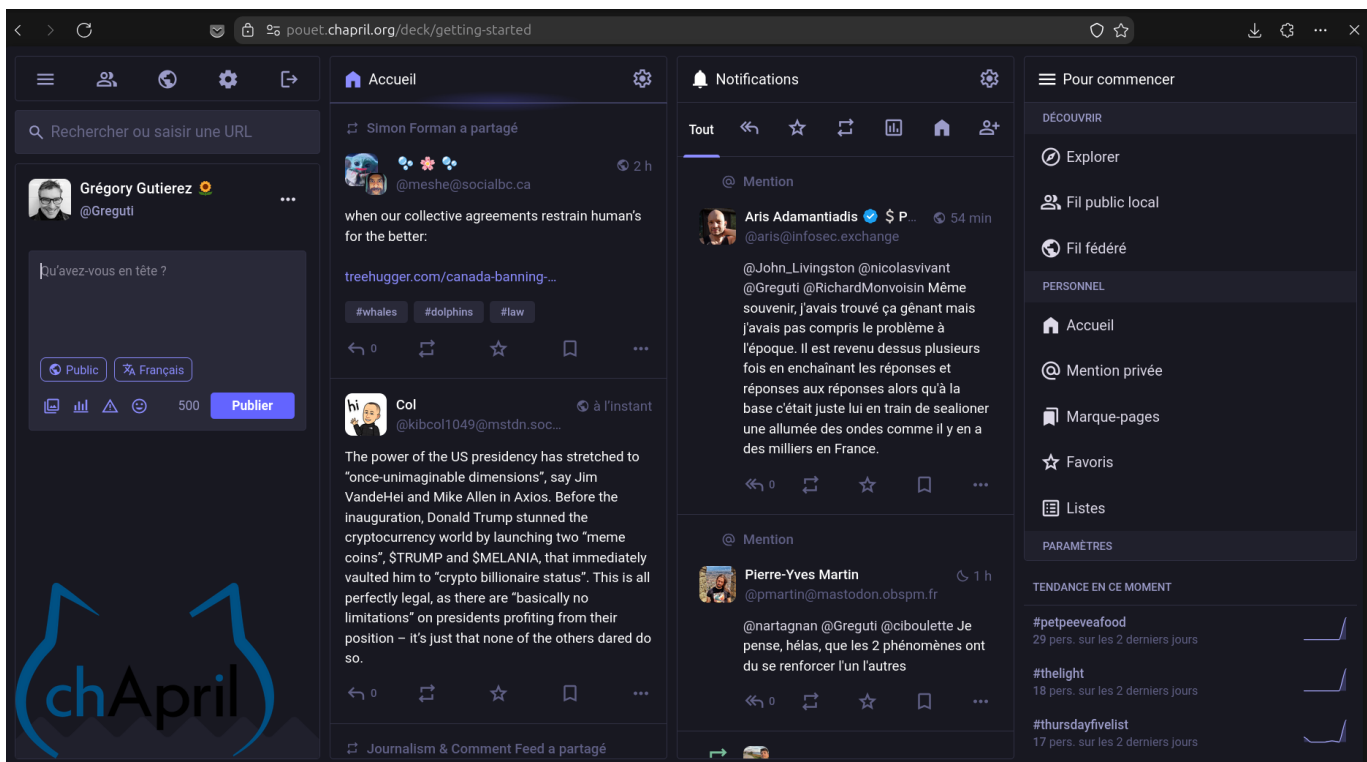 pouet.chapril.org/deck/getting-started
Rechercher ou saisir une URL
Grégory Gutierez
@Greguti
Qu'avez-vous en tête ?
Public
Français
500
Publier
chApril
Accueil
Simon Forman a partagé
2 h
@meshe@socialbc.ca
when our collective agreements restrain human's
for the better:
treehugger.com/canada-banning-…
#whales #dolphins #law
0
hi
Col
à l'instant
@kibcol1049@mstdn.soc…
The power of the US presidency has stretched to
“once-unimaginable dimensions”, say Jim
VandeHei and Mike Allen in Axios. Before the
inauguration, Donald Trump stunned the
cryptocurrency world by launching two “meme
coins”, $TRUMP and $MELANIA, that immediately
vaulted him to “crypto billionaire status”. This is all
perfectly legal, as there are “basically no
limitations” on presidents profiting from their
position – it's just that none of the others dared do
so.
0
Journalism & Comment Feed a partagé
Notifications
Tout
@ Mention
Aris Adamantiadis $ P…
54 min
@aris@infosec.exchange
@John_Livingston @nicolasvivant
@Greguti @RichardMonvoisin Même
souvenir, j'avais trouvé ça gênant mais
j'avais pas compris le problème à
l'époque. Il est revenu dessus plusieurs
fois en enchaînant les réponses et
réponses aux réponses alors qu'à la
base c'était juste lui en train de sealioner
une allumée des ondes comme il y en a
des milliers en France.
0
@ Mention
Pierre-Yves Martin
1 h
@pmartin@mastodon.obspm.fr
@nartagnan @Greguti @ciboulette Je
pense, hélas, que les 2 phénomènes ont
du se renforcer l'un l'autres
0
Pour commencer
DÉCOUVRIR
Explorer
Fil public local
Fil fédéré
PERSONNEL
Accueil
Mention privée
Marque-pages
Favoris
Listes
PARAMÈTRES
TENDANCE EN CE MOMENT
#petpeeveafood
29 pers. sur les 2 derniers jours
#thelight
18 pers. sur les 2 derniers jours
#thursdayfivelist
17 pers. sur les 2 derniers jours